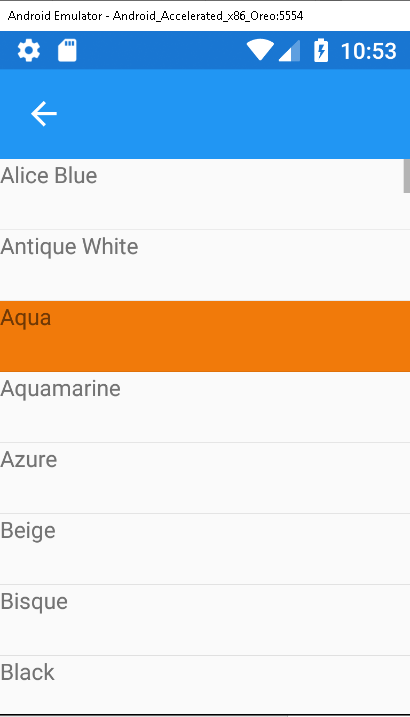 Android Emulator - Android_Accelerated_x86_Oreo:5554
10:53
Alice Blue
Antique White
Aqua
Aquamarine
Azure
Beige
Bisque
Black